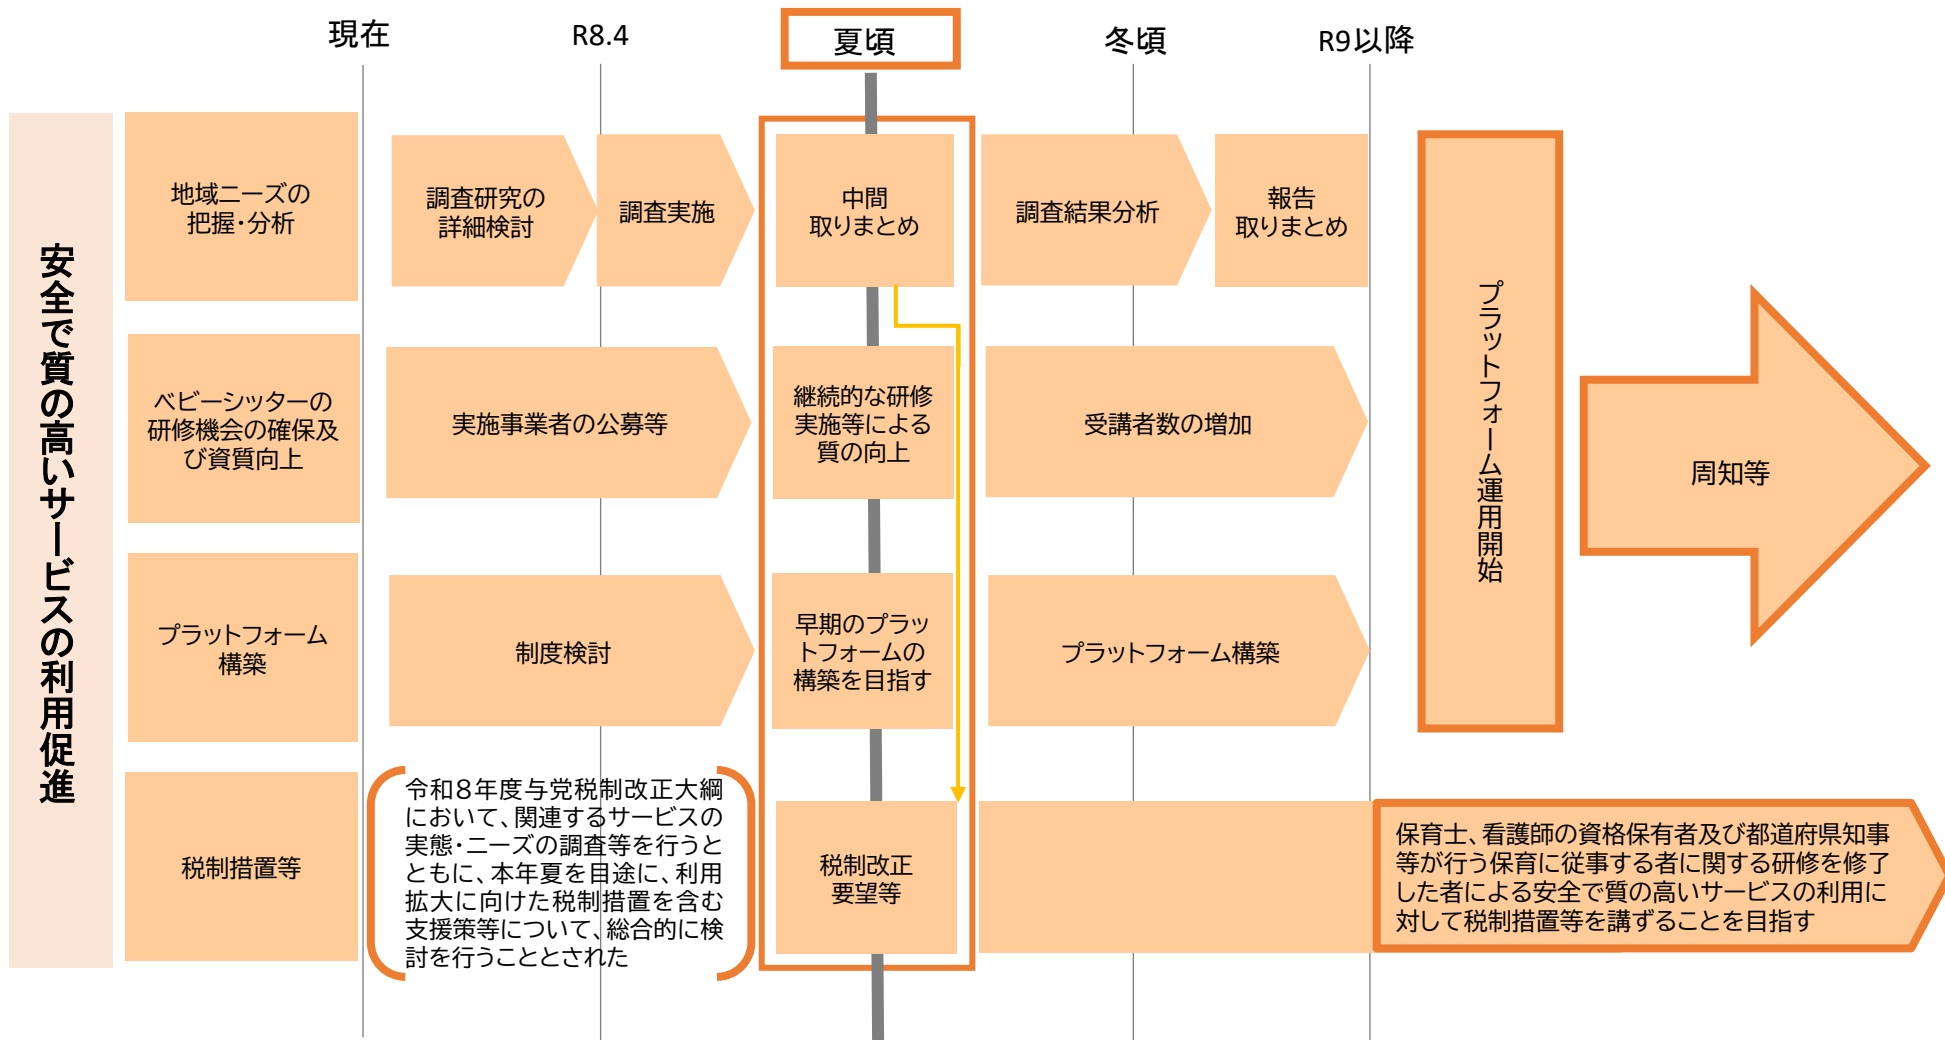 現在
R8.4
夏頃
冬頃
R9以降
安全で質の高いサービスの利用促進
地域ニーズの
把握・分析
調査研究の
詳細検討
調査実施
中間
取りまとめ
調査結果分析
報告
取りまとめ
ベビーシッターの
研修機会の確保及
び資質向上
実施事業者の公募等
継続的な研修
実施等による
質の向上
受講者数の増加
プラットフォーム
構築
制度検討
早期のプラッ
トフォームの
構築を目指す
プラットフォーム構築
プラットフォーム運用開始
周知等
税制措置等
令和8年度与党税制改正大綱
において、関連するサービスの
実態・ニーズの調査等を行うと
ともに、本年夏を目途に、利用
拡大に向けた税制措置を含む
支援策等について、総合的に検
討を行うこととされた
税制改正
要望等
保育士、看護師の資格保有者及び都道府県知事
等が行う保育に従事する者に関する研修を修了
した者による安全で質の高いサービスの利用に
対して税制措置等を講ずることを目指す